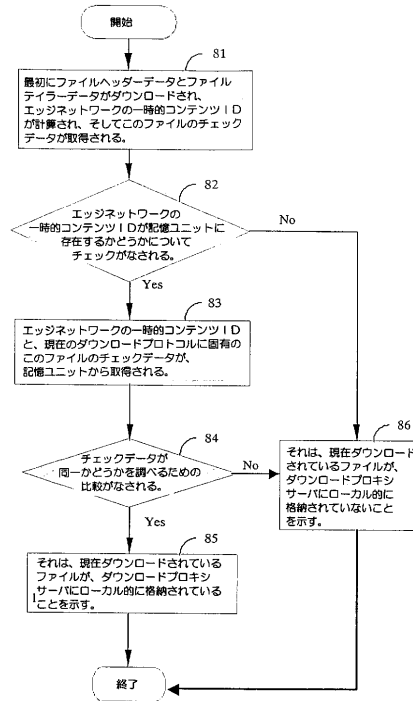 開始
81
最初にファイルヘッダーデータとファイル
テイラーデータがダウンロードされ、
エッジネットワークの一時的コンテンツＩＤ
が計算され、そしてこのファイルのチェック
データが取得される。
82
エッジネットワークの
一時的コンテンツＩＤが記憶ユニットに
存在するかどうかについて
チェックがなされる。
No
Yes
83
エッジネットワークの一時的コンテンツＩＤ
と、現在のダウンロードプロトコルに固有の
このファイルのチェックデータが、
記憶ユニットから取得される。
84
チェックデータが
同一かどうかを調べるための
比較がなされる。
No
Yes
86
それは、現在ダウンロード
されているファイルが、
ダウンロードプロキシ
サーバにローカル的に
格納されていないこと
を示す。
85
それは、現在ダウンロードされている
ファイルが、ダウンロードプロキシ
サーバにローカル的に格納されている
ことを示す。
終了